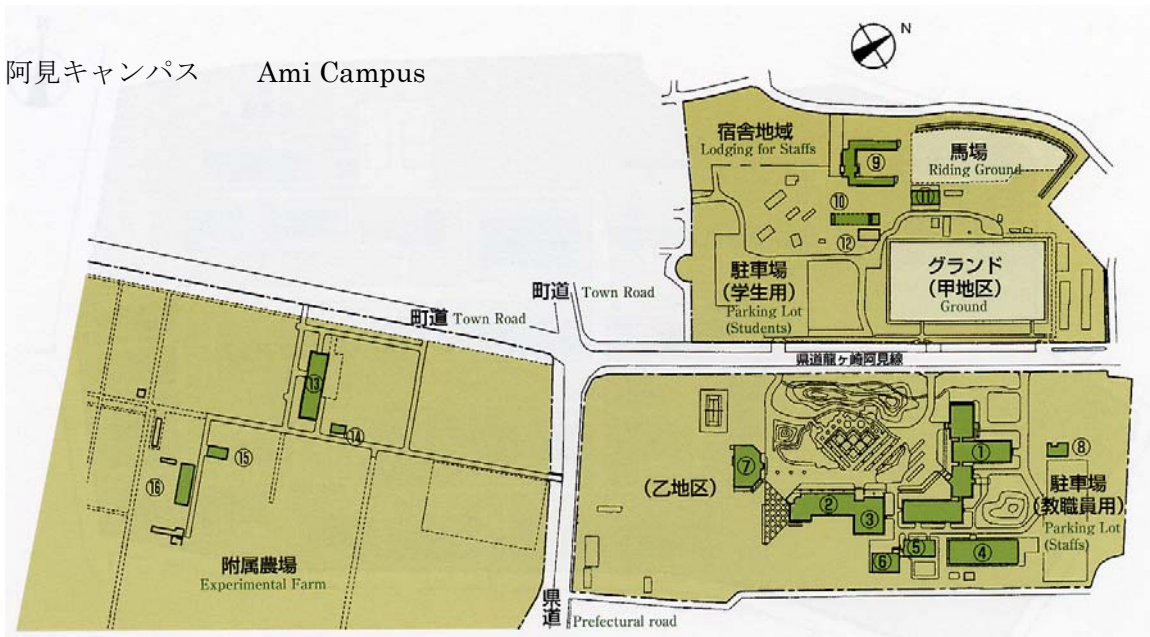 阿見キャンパス Ami Campus
N
宿舎地域
Lodging for Staffs
馬場
Riding Ground
⑨
⑩
⑪
⑫
駐車場
(学生用)
Parking Lot
(Students)
グランド
(甲地区)
Ground
町道 Town Road
町道 Town Road
県道龍ヶ崎阿見線
⑬
⑭
⑮
⑯
附属農場
Experimental Farm
(乙地区)
⑦
①
⑧
②
③
駐車場
(教職員用)
Parking Lot
(Staffs)
④
⑤
⑥
県道
Prefectural road